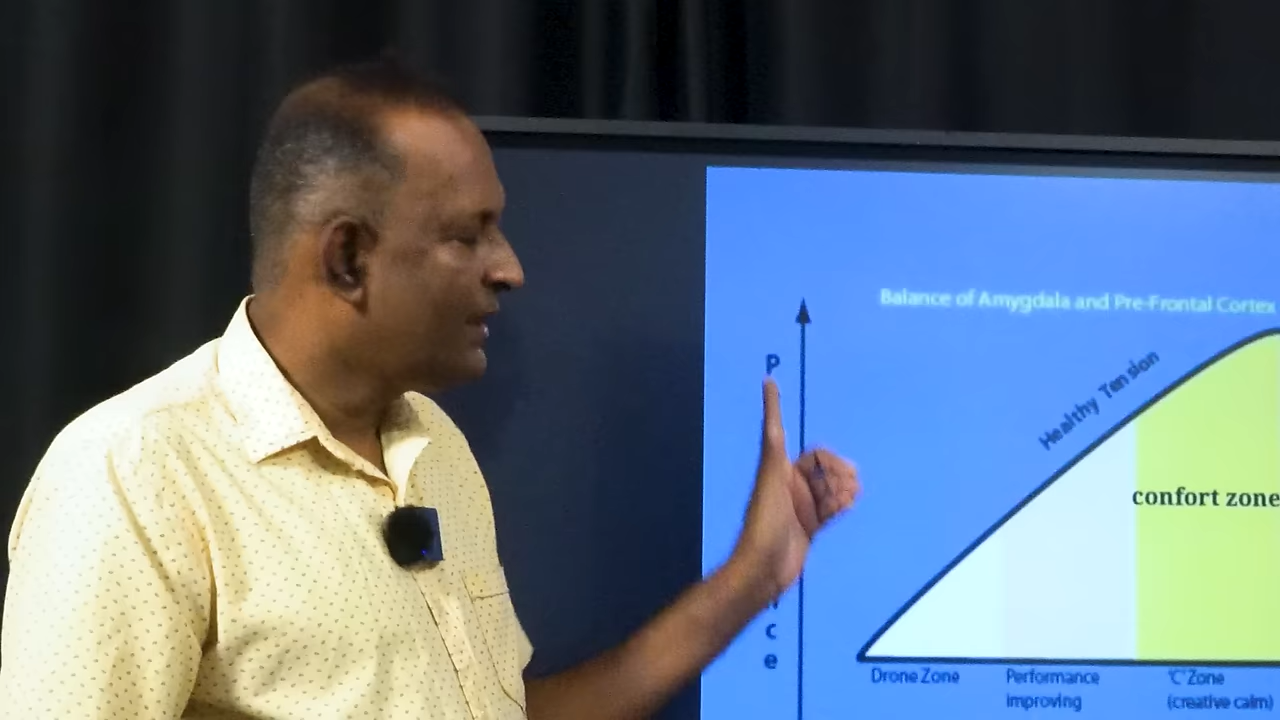 Balance of Amygdala and Pre-Frontal Cortex
P
Healthy Tension
confort zone
c
e
Drone Zone
Performance
improving
'C' Zone
(creative calm)